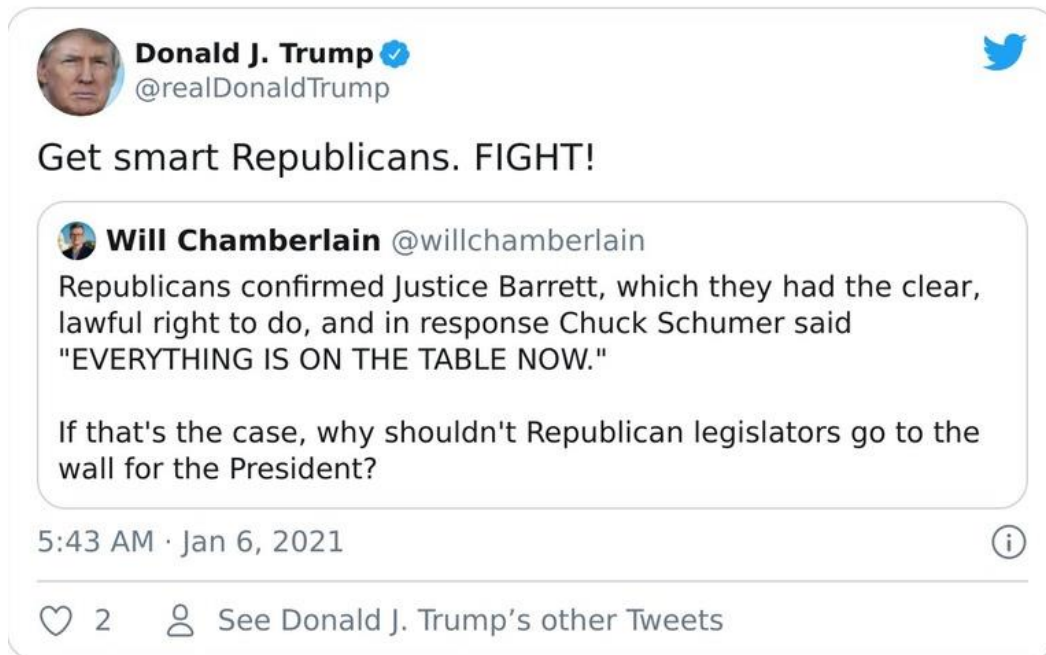 Donald J. Trump
@realDonaldTrump
Get smart Republicans. FIGHT!
Will Chamberlain @willchamberlain
Republicans confirmed Justice Barrett, which they had the clear,
lawful right to do, and in response Chuck Schumer said
"EVERYTHING IS ON THE TABLE NOW."
If that's the case, why shouldn't Republican legislators go to the
wall for the President?
5:43 AM · Jan 6, 2021
2
See Donald J. Trump’s other Tweets